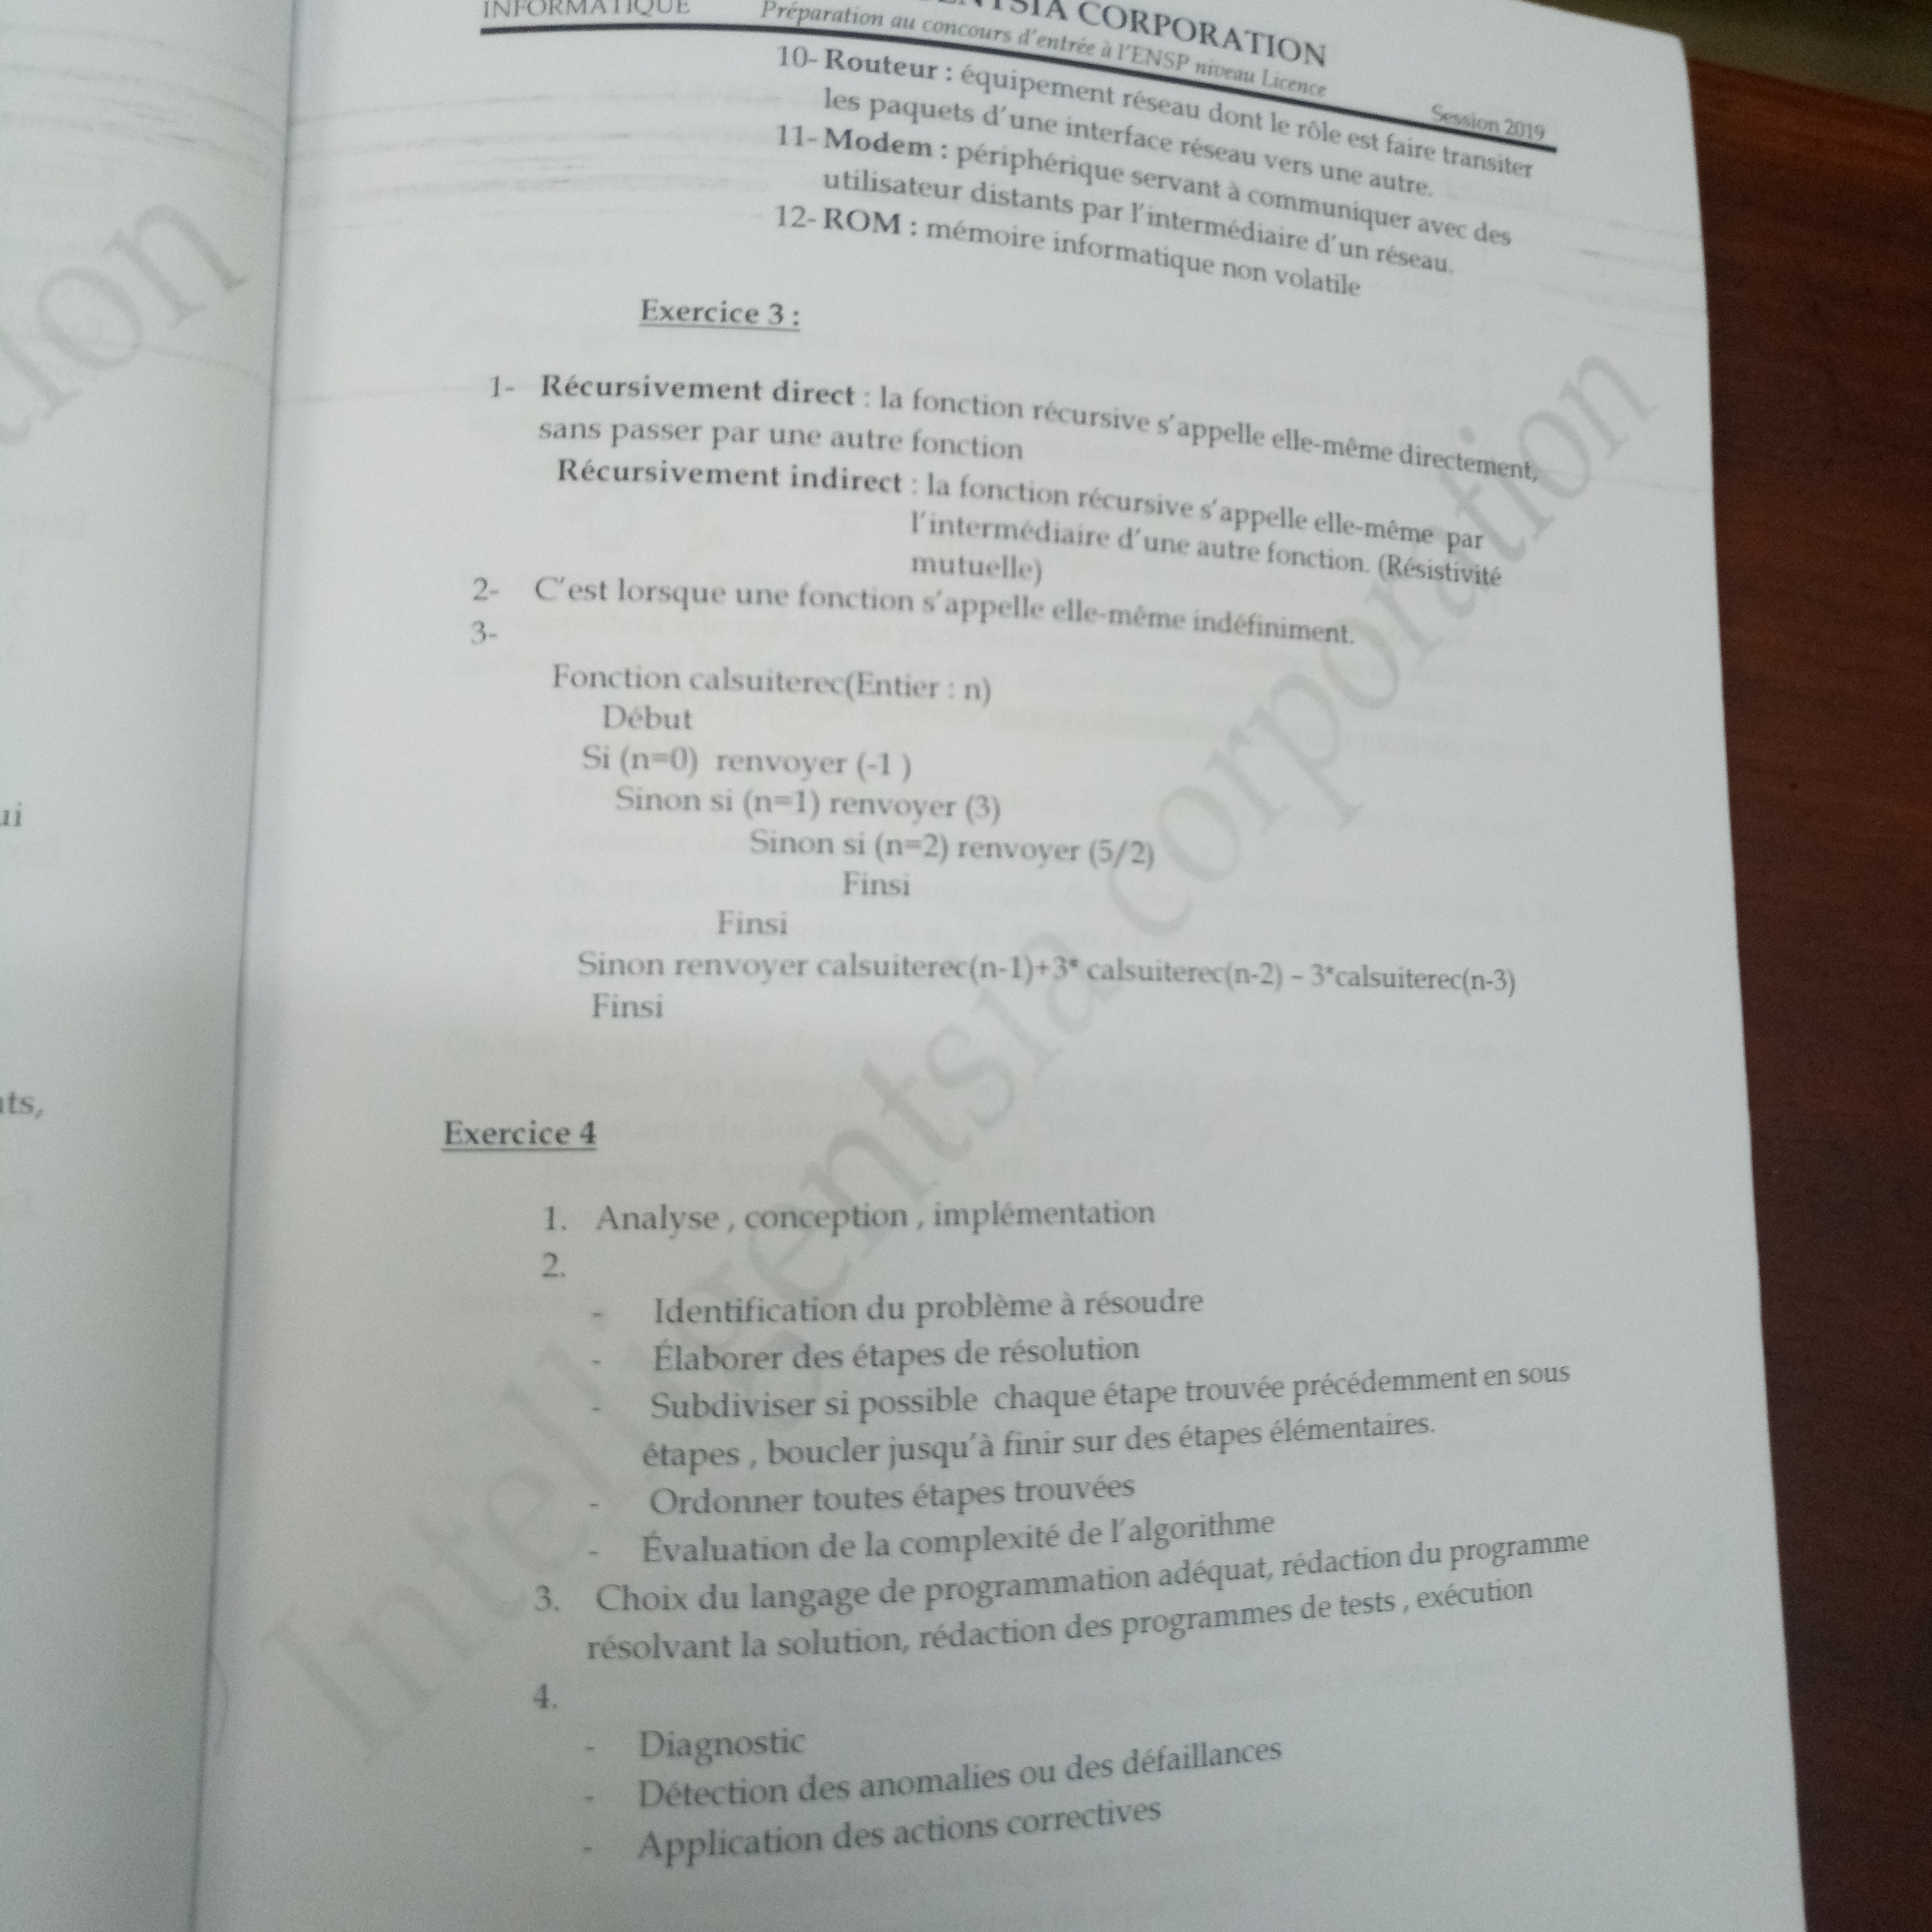 INFORMATIQUE
CORPORATION
Préparation au concours d'entrée à l'ENSP niveau Licence
Session 2019
10- Routeur : équipement réseau dont le rôle est faire transiter
les paquets d'une interface réseau vers une autre.
11- Modem : périphérique servant à communiquer avec des
utilisateur distants par l'intermédiaire d'un réseau.
12- ROM : mémoire informatique non volatile
Exercice 3 :
1- Récursivement direct : la fonction récursive s'appelle elle-même directement,
sans passer par une autre fonction
Récursivement indirect : la fonction récursive s'appelle elle-même par
l'intermédiaire d'une autre fonction. (Résistivité
mutuelle)
2- C'est lorsque une fonction s'appelle elle-même indéfiniment.
3-
Fonction calsuiterec(Entier : n)
Début
Si (n=0) renvoyer (-1 )
Sinon si (n=1) renvoyer (3)
Sinon si (n=2) renvoyer (5/2)
Finsi
Finsi
Sinon renvoyer calsuiterec(n-1)+3* calsuiterec(n-2) – 3*calsuiterec(n-3)
Finsi
Exercice 4
1. Analyse , conception , implémentation
2.
- Identification du problème à résoudre
- Élaborer des étapes de résolution
- Subdiviser si possible chaque étape trouvée précédemment en sous
étapes , boucler jusqu'à finir sur des étapes élémentaires.
- Ordonner toutes étapes trouvées
- Évaluation de la complexité de l'algorithme
3. Choix du langage de programmation adéquat, rédaction du programme
résolvant la solution, rédaction des programmes de tests , exécution
4.
- Diagnostic
- Détection des anomalies ou des défaillances
- Application des actions correctives
Intelligentsia corporation